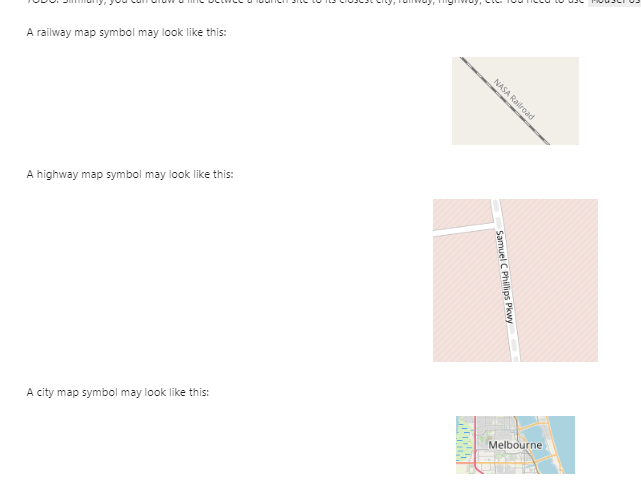 TODO: Similarly, you can draw a line betwee a launch site to its closest city, railway, highway, etc. You need to use
A railway map symbol may look like this:
NASA Railroad
A highway map symbol may look like this:
Samuel C Phillips Pkwy
A city map symbol may look like this:
Melbourne